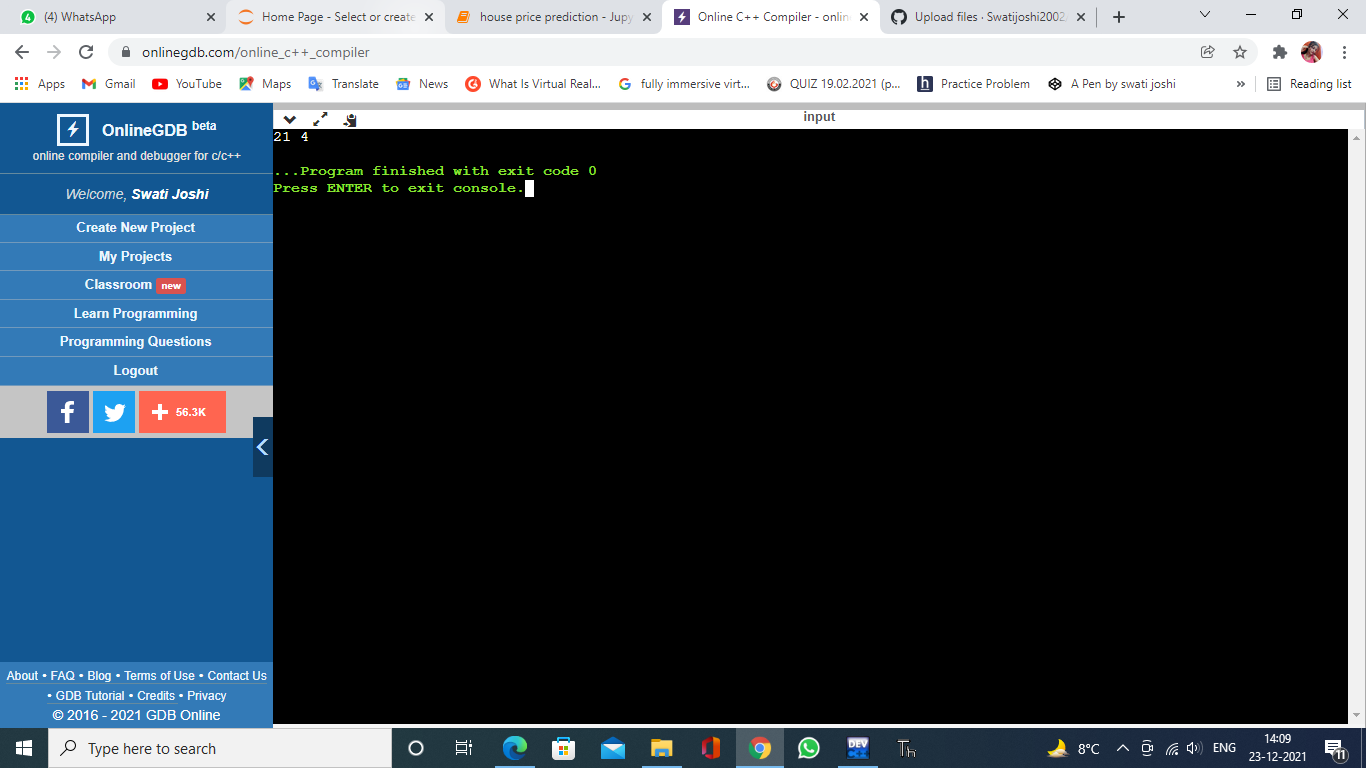 (4) WhatsApp
Home Page - Select or create
house price prediction - Jupy
Online C++ Compiler - onlin
Upload files · Swatijoshi2002
onlinegdb.com/online_c++_compiler
Apps
Gmail
YouTube
Maps
Translate
News
What Is Virtual Real...
fully immersive virt...
QUIZ 19.02.2021 (p...
Practice Problem
A Pen by swati joshi
»
Reading list
OnlineGDB beta
online compiler and debugger for c/c++
Welcome, Swati Joshi
Create New Project
My Projects
Classroom new
Learn Programming
Programming Questions
Logout
56.3K
About • FAQ • Blog • Terms of Use • Contact Us
• GDB Tutorial • Credits • Privacy
© 2016 - 2021 GDB Online
input
21 4
...Program finished with exit code 0
Press ENTER to exit console.
Type here to search
DEV
8°C
ENG
14:09
23-12-2021
11